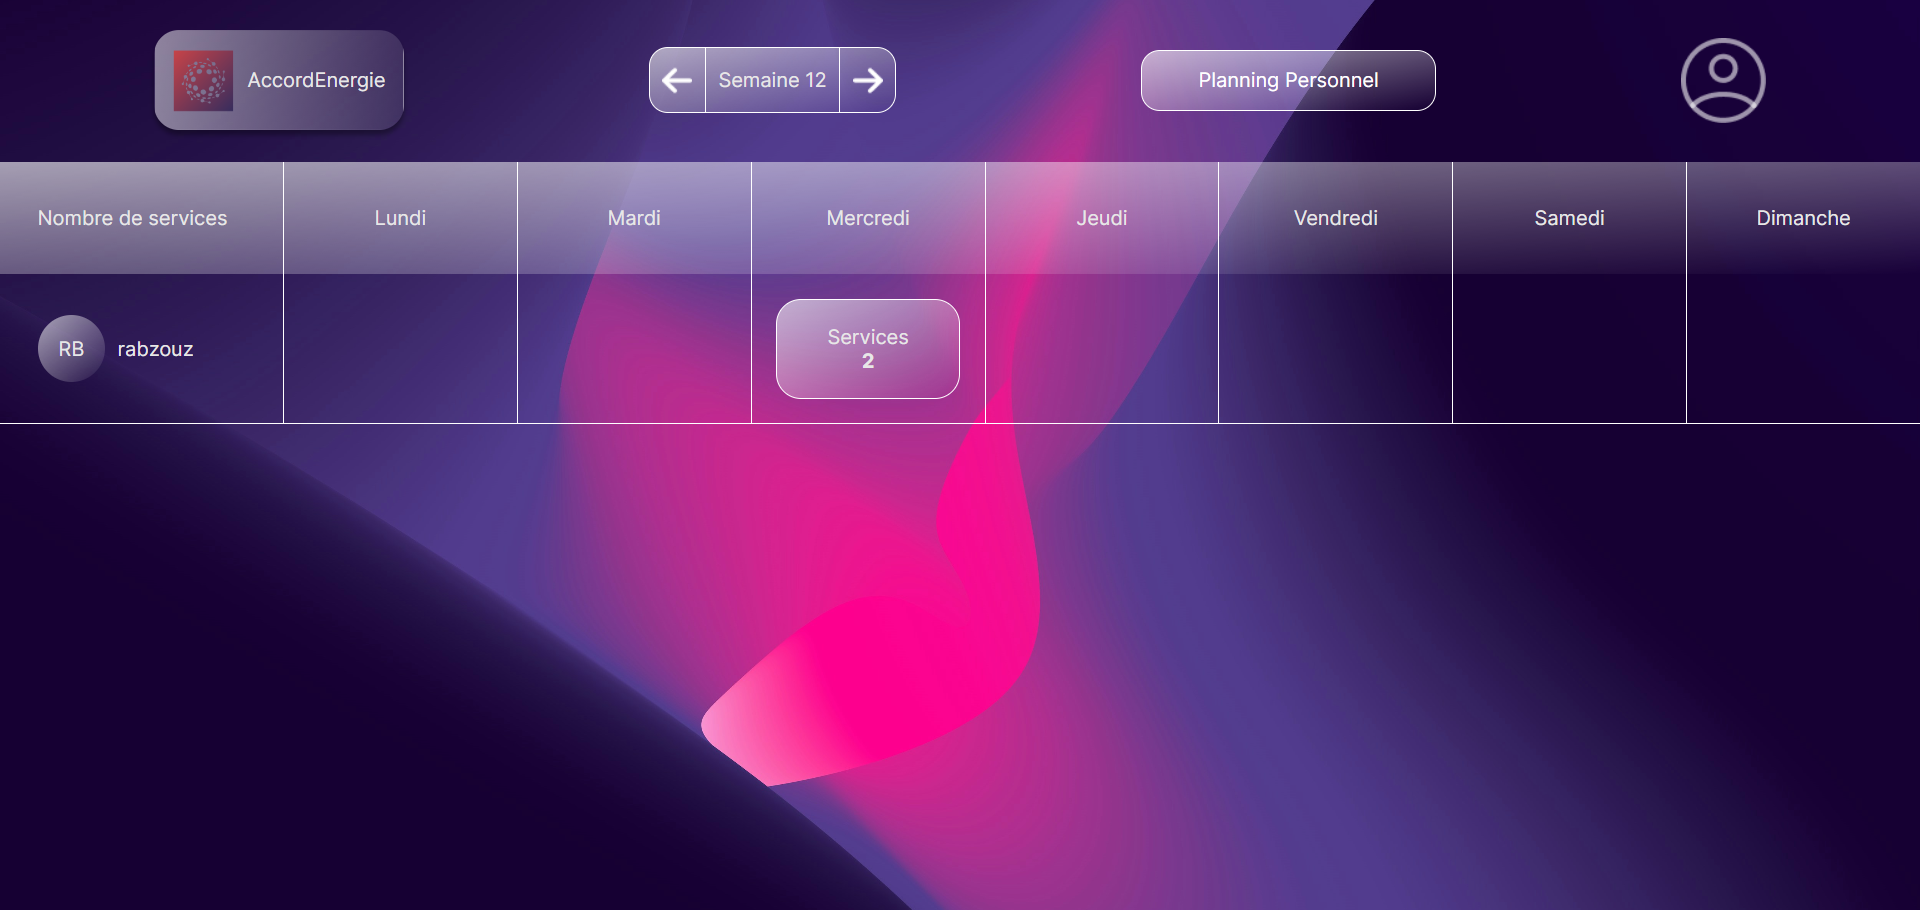 AccordEnergie
Semaine 12
Planning Personnel
Nombre de services
Lundi
Mardi
Mercredi
Jeudi
Vendredi
Samedi
Dimanche
RB
rabzouz
Services
2